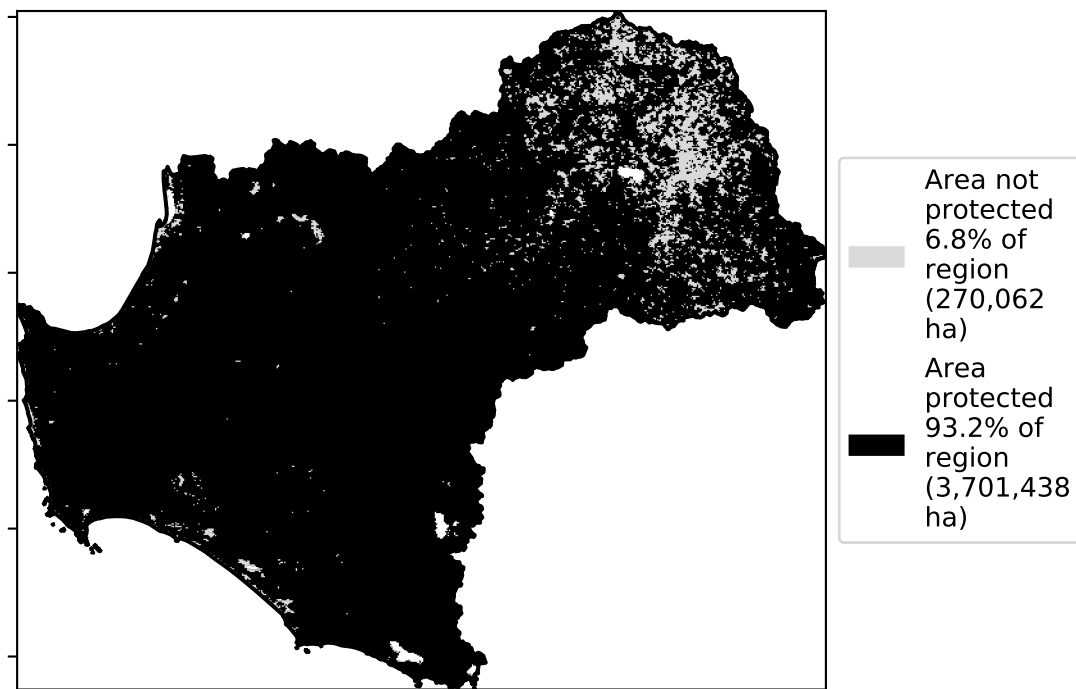 Area not
protected
6.8% of
region
(270,062
ha)
Area
protected
93.2% of
region
(3,701,438
ha)